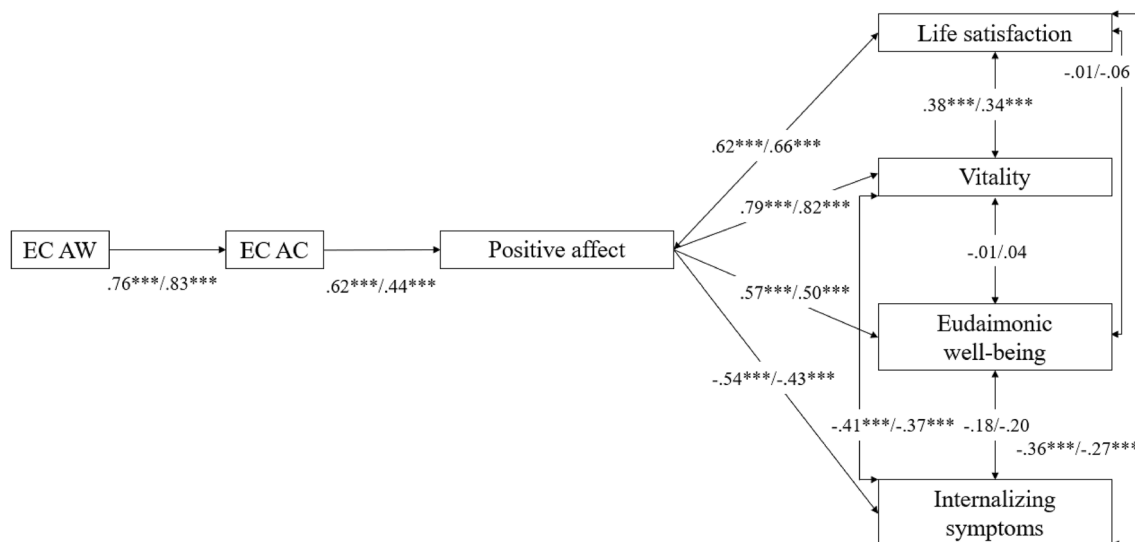 Life satisfaction
-.01/-.06
.38***/.34***
.62***/.66***
Vitality
.79***/.82***
EC AW
EC AC
Positive affect
-.01/.04
.76***/.83***
.62***/.44***
.57***/.50***
Eudaimonic
well-being
-.54***/-.43***
-.41***/-.37***
-.18/-.20
-.36***/-.27***
Internalizing
symptoms